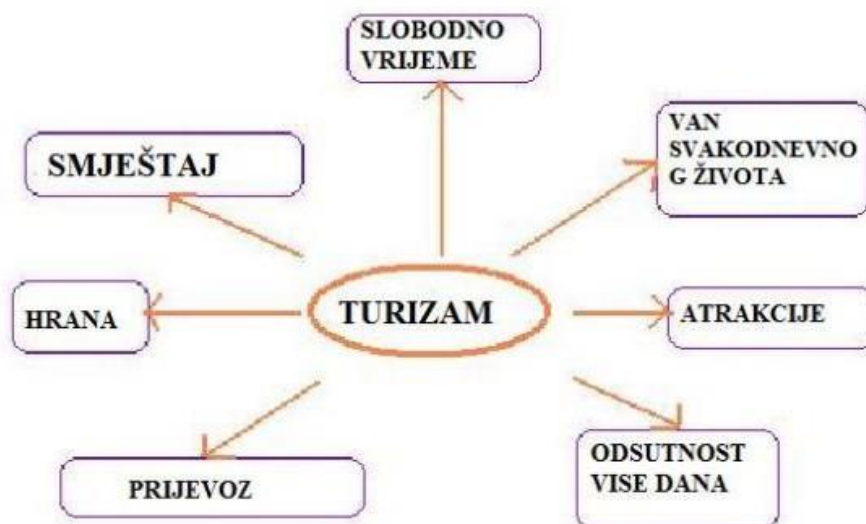 SLOBODNO
VRIJEME
VAN
SVAKODNEVNO
G ŽIVOTA
SMJEŠTAJ
HRANA
TURIZAM
ATRAKCIJE
PRIJEVOZ
ODSUTNOST
VISE DANA